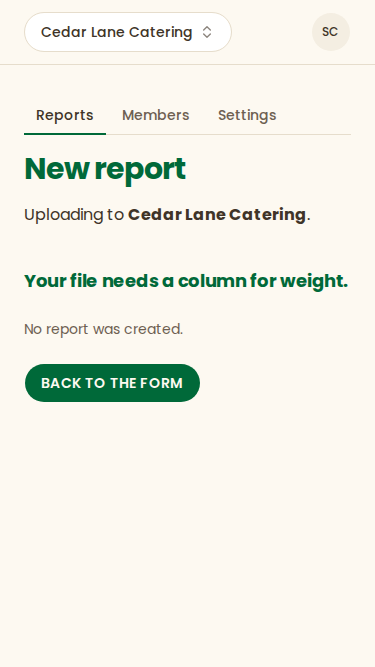 Cedar Lane Catering
SC
Reports Members Settings
New report
Uploading to Cedar Lane Catering.
Your file needs a column for weight.
No report was created.
BACK TO THE FORM